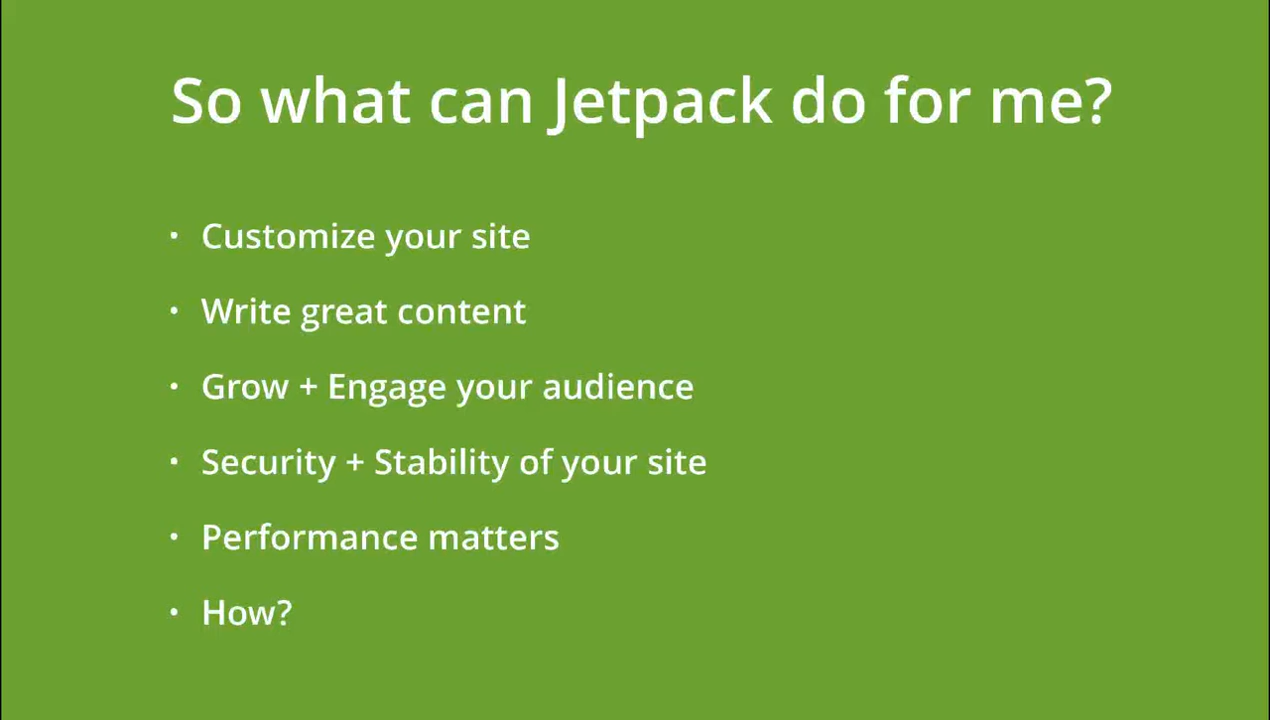 So what can Jetpack do for me?
• Customize your site
• Write great content
• Grow + Engage your audience
• Security + Stability of your site
• Performance matters
• How?